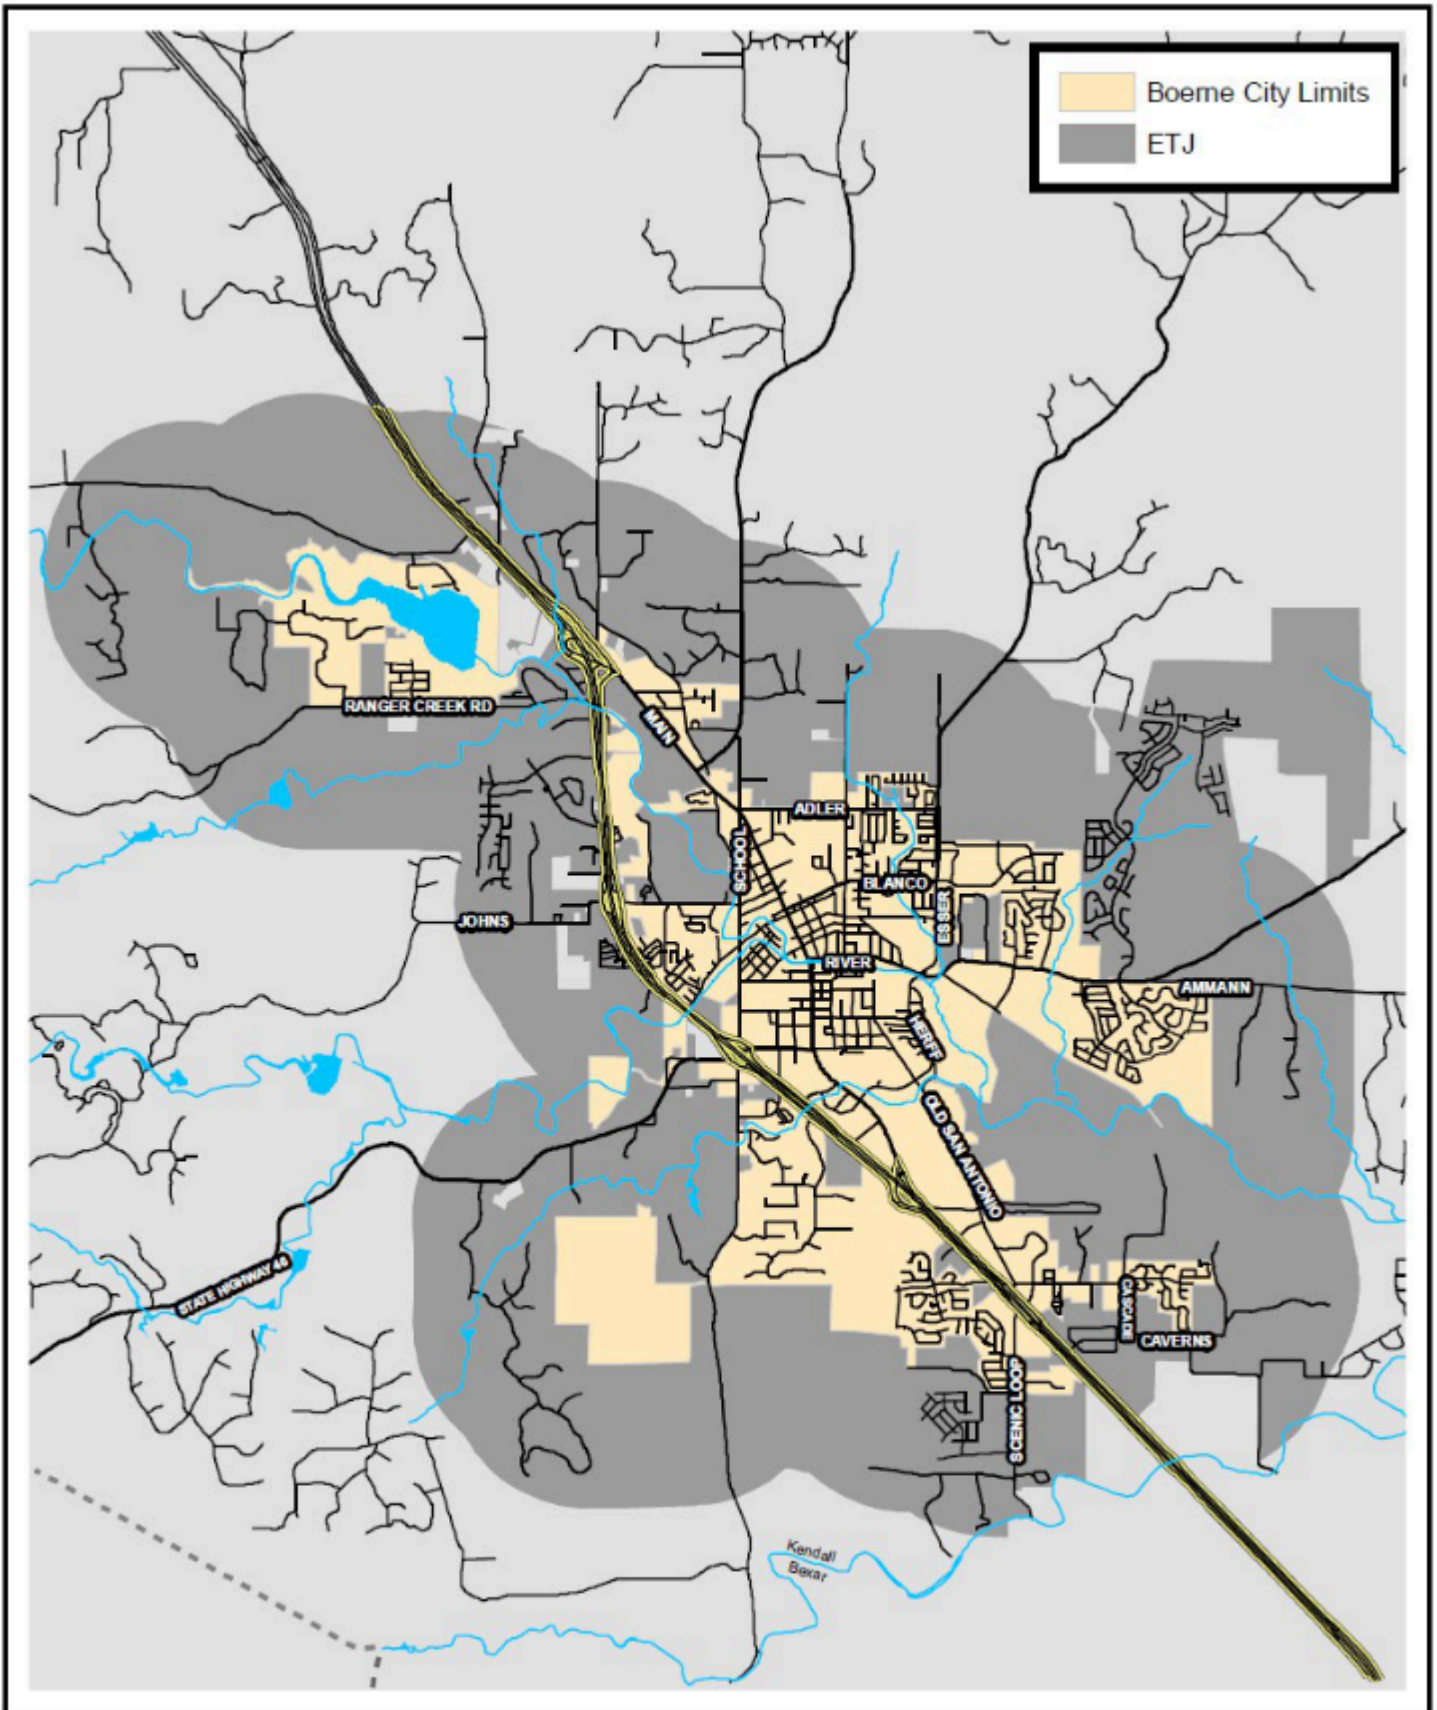 Boerne City Limits
ETJ
RANGER CREEK RD
MAIN
ADLER
SCHOOL
BLANCO
ESSER
JOHNS
RIVER
AMMANN
HERFF
OLD SAN ANTONIO
STATE HIGHWAY 46
CASCADE
CAVERNS
SCENIC LOOP
Kendall
Bexar